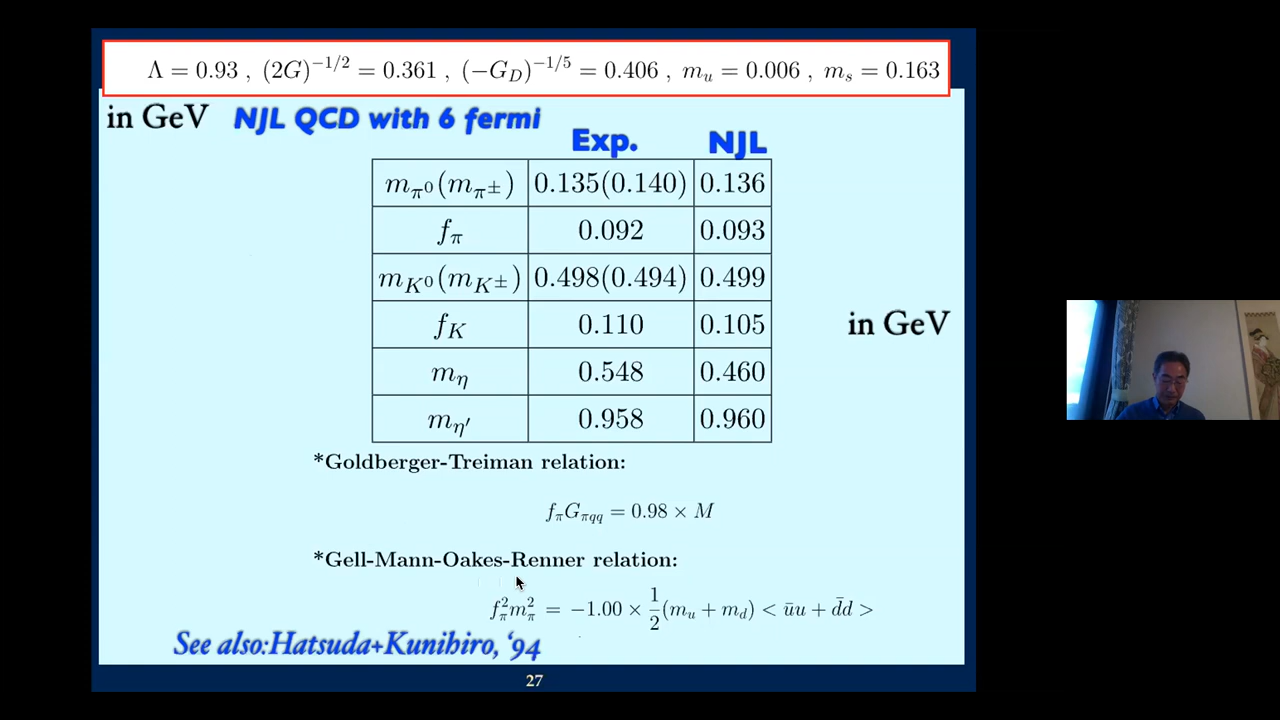 Λ = 0.93 , (2G)^{-1/2} = 0.361 , (−G_D)^{-1/5} = 0.406 , m_u = 0.006 , m_s = 0.163
in GeV NJL QCD with 6 fermi
Exp. NJL
m_{π^0}(m_{π^±}) 0.135(0.140) 0.136
f_π 0.092 0.093
m_{K^0}(m_{K^±}) 0.498(0.494) 0.499
f_K 0.110 0.105
in GeV
m_η 0.548 0.460
m_{η′} 0.958 0.960
*Goldberger-Treiman relation:
f_π G_{πqq} = 0.98 × M
*Gell-Mann-Oakes-Renner relation:
f_π^2 m_π^2 = −1.00 × \frac{1}{2}(m_u + m_d) < ūu + d̄d >
See also:Hatsuda+Kunihiro, ‘94
27